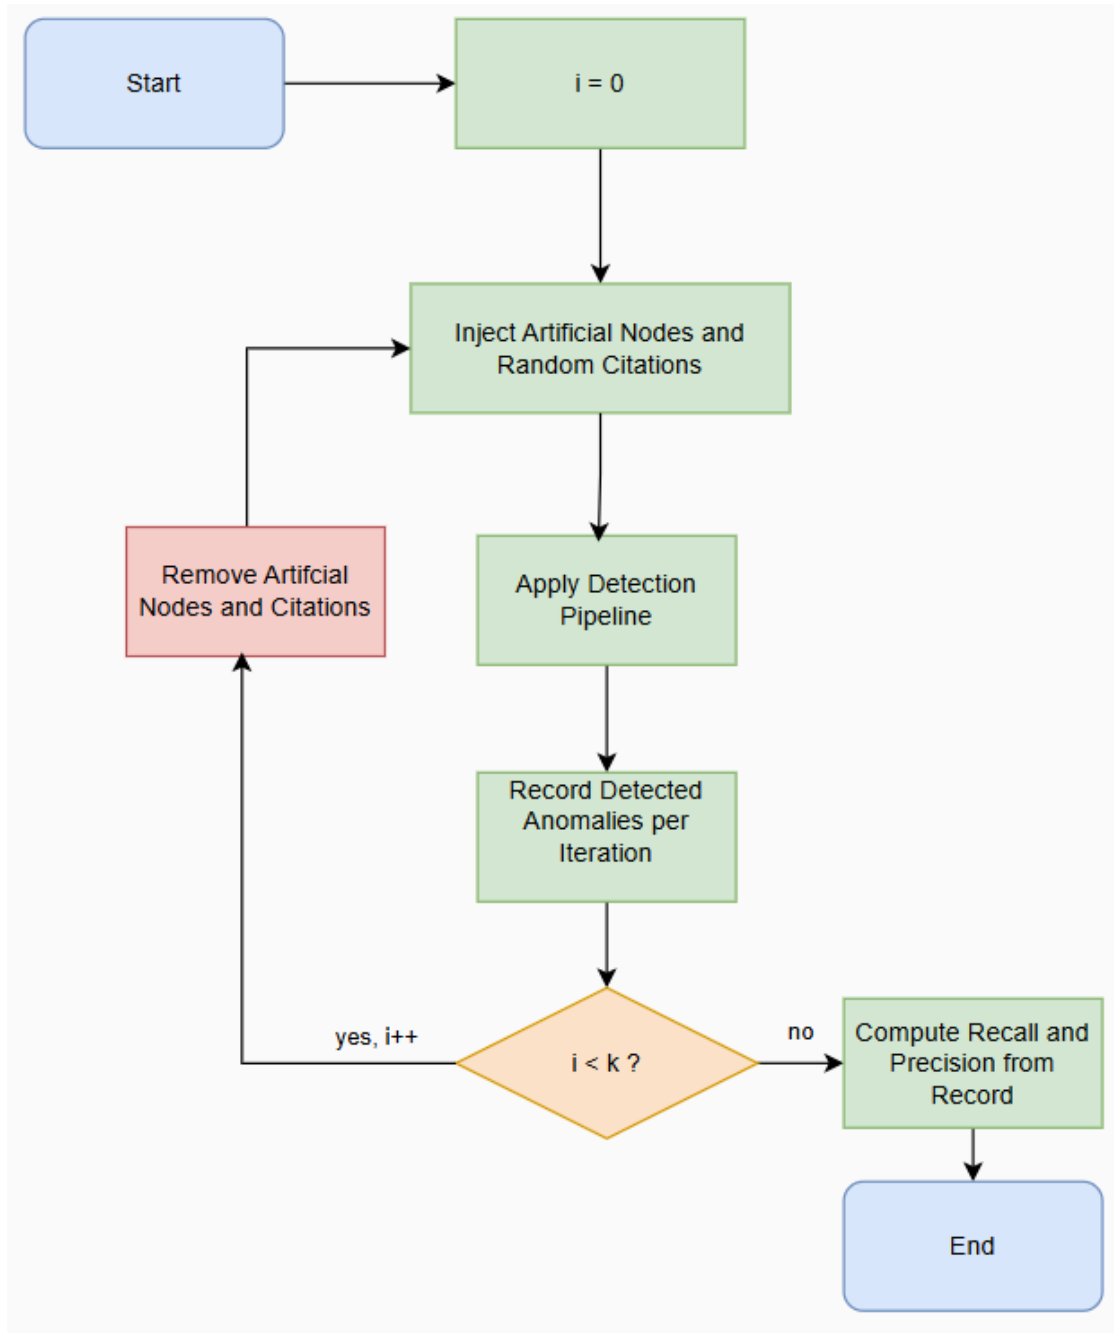 Start
i = 0
Inject Artificial Nodes and
Random Citations
Remove Artifcial
Nodes and Citations
Apply Detection
Pipeline
Record Detected
Anomalies per
Iteration
yes, i++
i < k ?
no
Compute Recall and
Precision from
Record
End